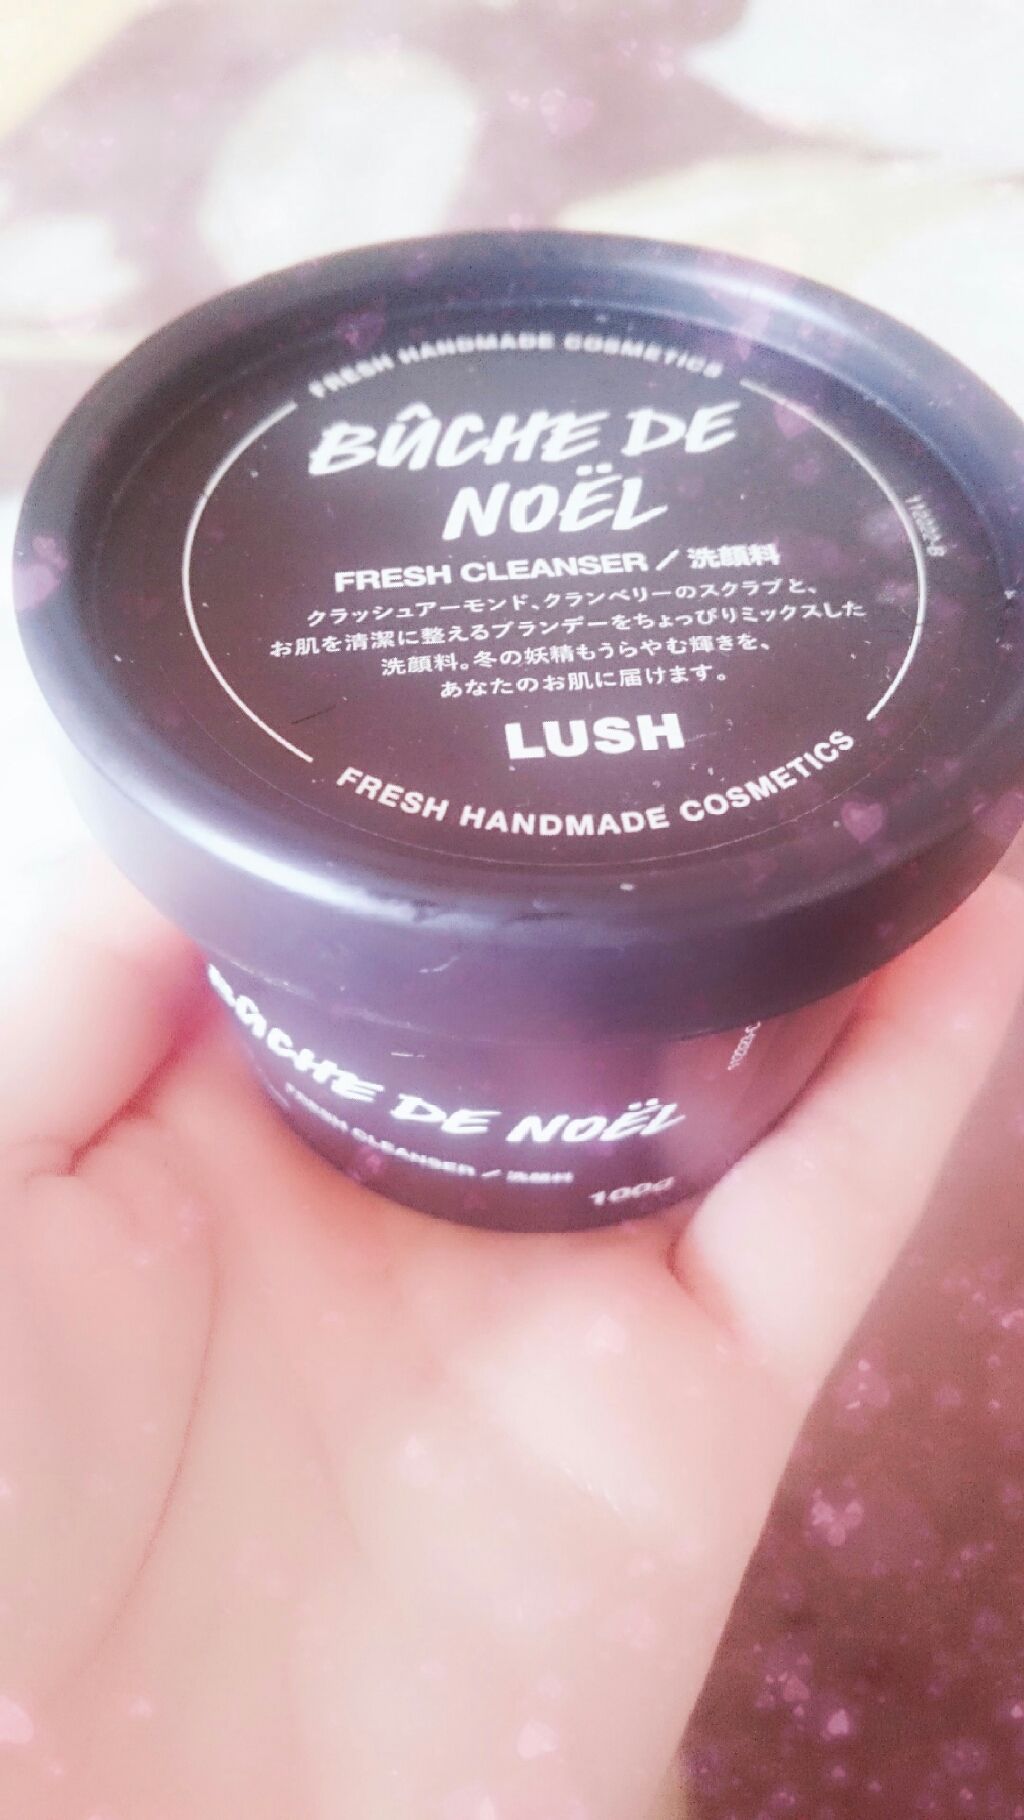 FRESH HANDMADE COSMETICS
BÛCHE DE
NOËL
FRESH CLEANSER / 洗顔料
クラッシュアーモンド、クランベリーのスクラブと、
お肌を清潔に整えるブランデーをちょっぴりミックスした
洗顔料。冬の妖精もうらやむ輝きを、
あなたのお肌に届けます。
LUSH
FRESH HANDMADE COSMETICS
BÛCHE DE NOËL
FRESH CLEANSER / 洗顔料
100g